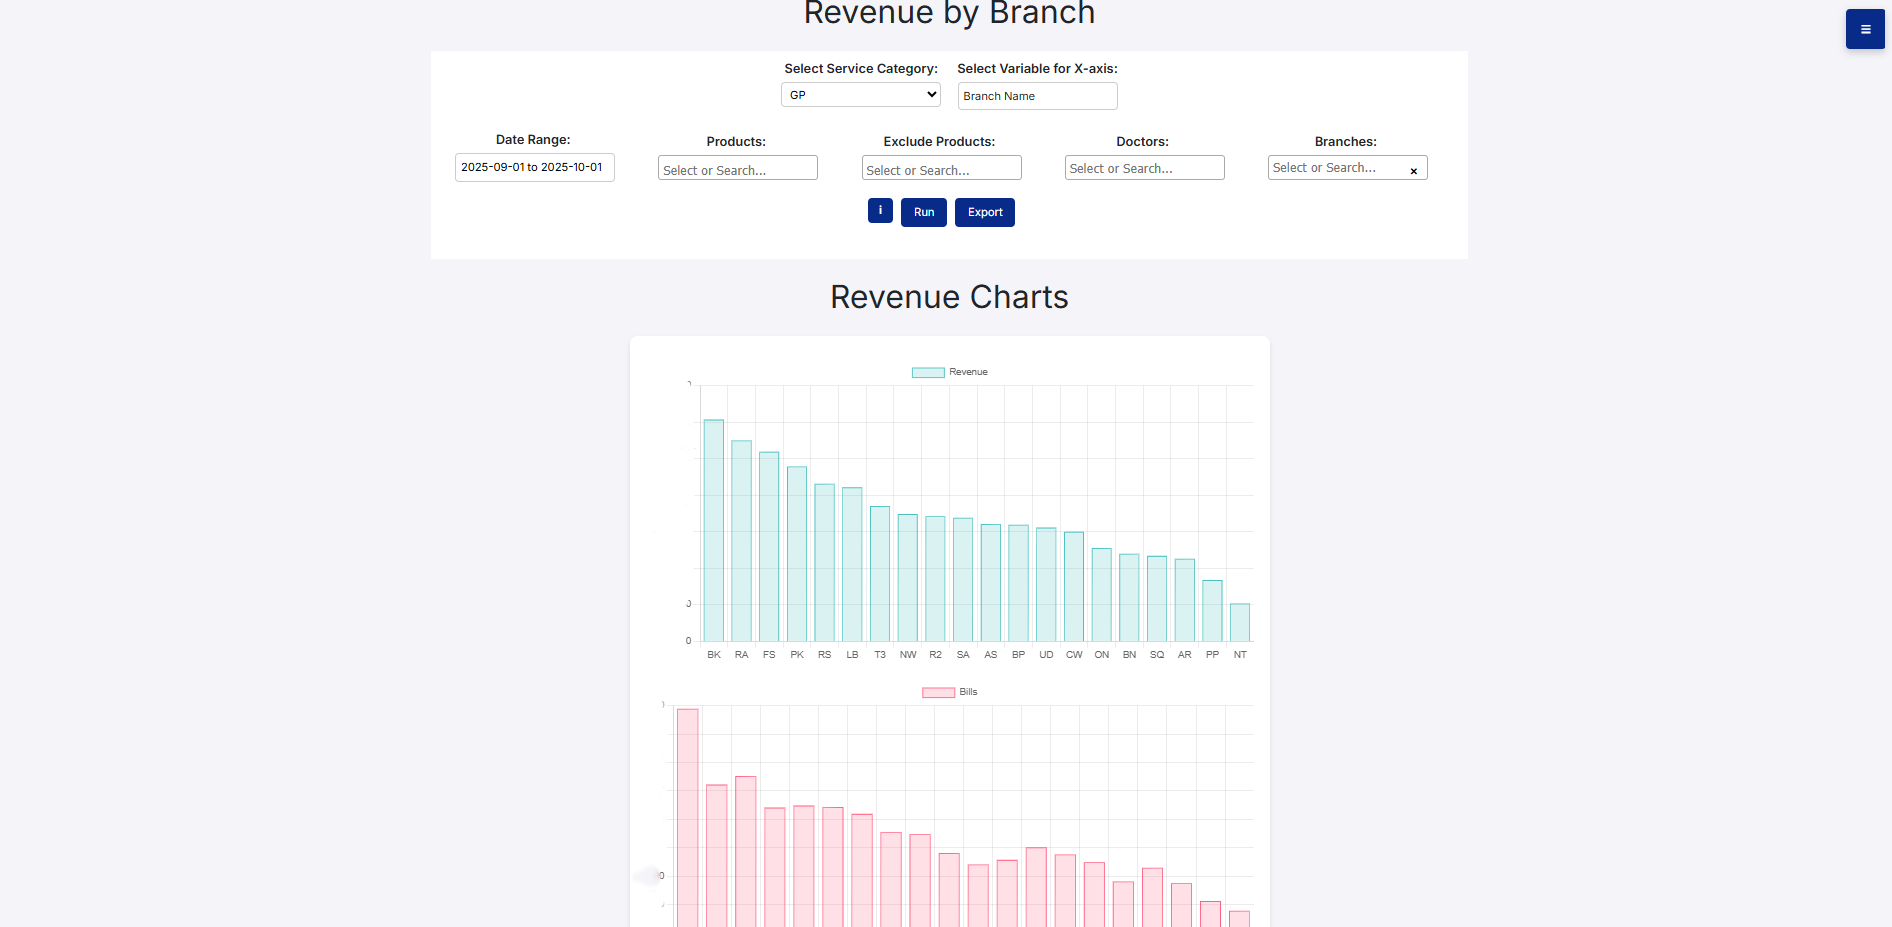 Revenue by Branch
≡
Select Service Category: Select Variable for X-axis:
GP Branch Name
Date Range: Products: Exclude Products: Doctors: Branches:
2025-09-01 to 2025-10-01 Select or Search... Select or Search... Select or Search... Select or Search... ×
i Run Export
Revenue Charts
Revenue
0
BK RA FS PK RS LB T3 NW R2 SA AS BP UD CW ON BN SQ AR PP NT
Bills